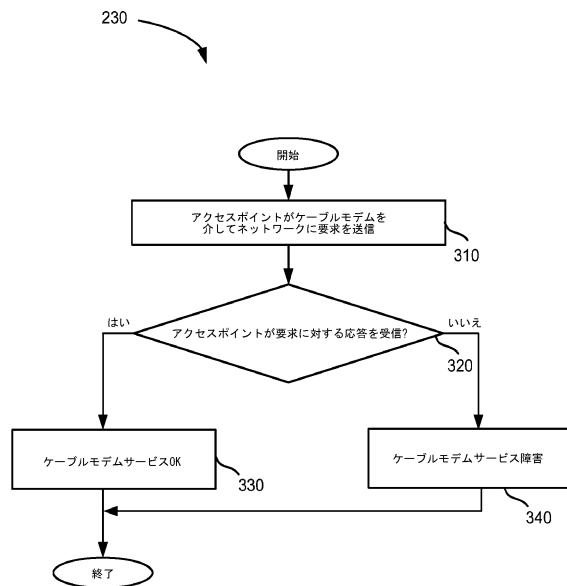 230
開始
アクセスポイントがケーブルモデムを
介してネットワークに要求を送信
310
はい
アクセスポイントが要求に対する応答を受信?
いいえ
320
ケーブルモデムサービスOK
330
ケーブルモデムサービス障害
340
終了